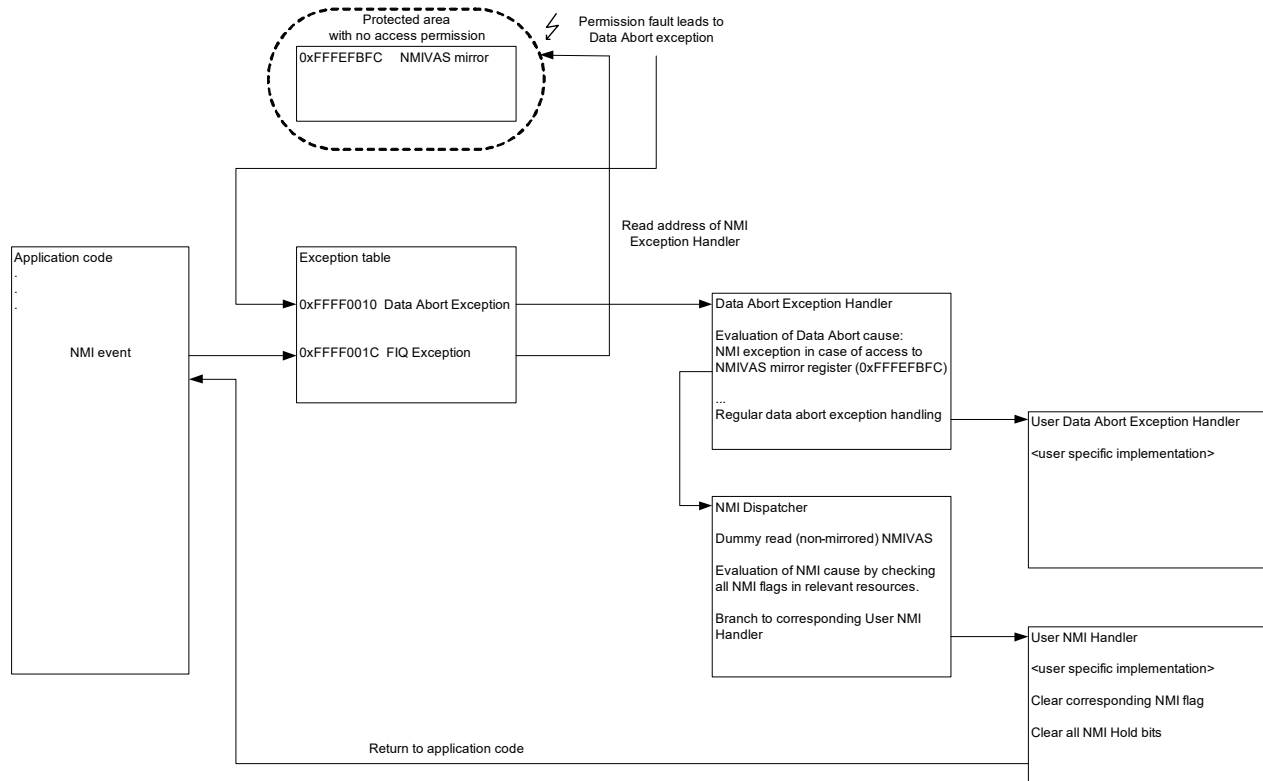 Protected area
with no access permission
0xFFFEFBFC NMIVAS mirror
Permission fault leads to
Data Abort exception
Read address of NMI
Exception Handler
Application code
.
.
.
NMI event
Exception table
0xFFFF0010 Data Abort Exception
0xFFFF001C FIQ Exception
Data Abort Exception Handler
Evaluation of Data Abort cause:
NMI exception in case of access to
NMIVAS mirror register (0xFFFEFBFC)
...
Regular data abort exception handling
User Data Abort Exception Handler
<user specific implementation>
NMI Dispatcher
Dummy read (non-mirrored) NMIVAS
Evaluation of NMI cause by checking
all NMI flags in relevant resources.
Branch to corresponding User NMI
Handler
User NMI Handler
<user specific implementation>
Clear corresponding NMI flag
Clear all NMI Hold bits
Return to application code